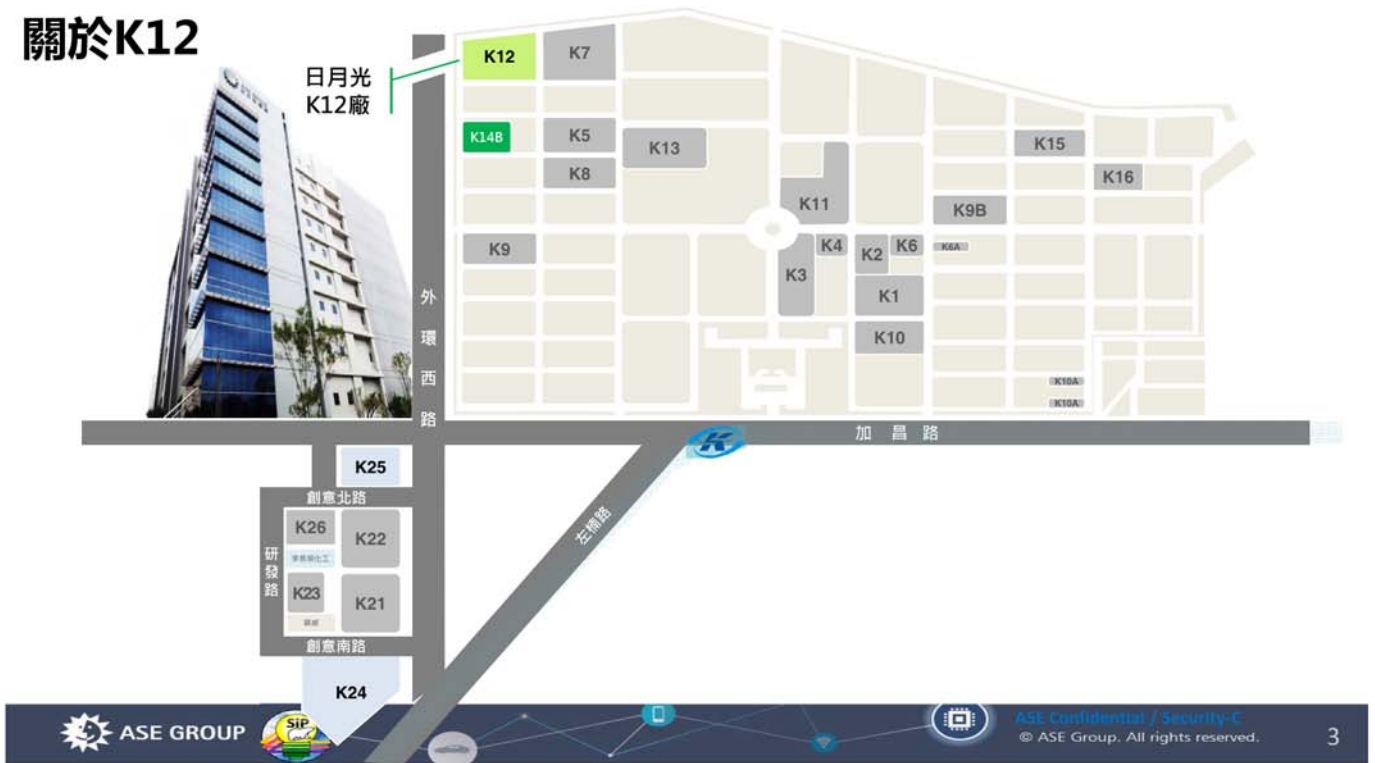 關於K12
日月光
K12廠
K12
K7
K14B
K5
K13
K15
K8
K16
K11
K9B
K9
K4
K2
K6
K6A
K3
K1
K10
K10A
K10A
外環西路
加昌路
K
左楠路
K25
創意北路
研發路
K26
K22
K23
K21
創意南路
K24
ASE GROUP
SiP
ASE Confidential / Security-C
© ASE Group. All rights reserved.
3